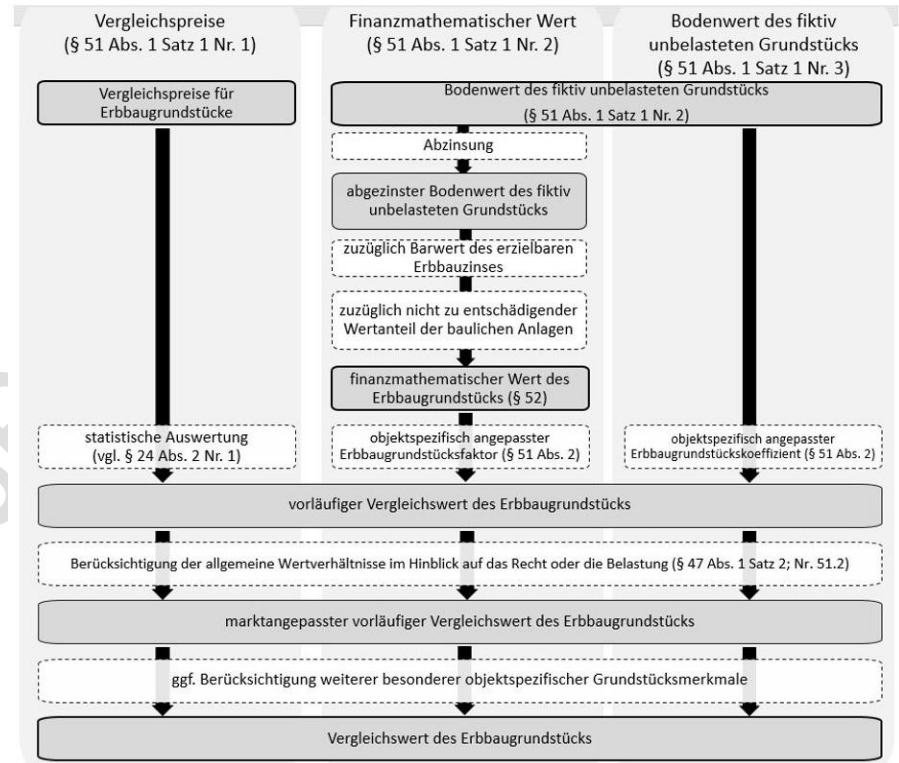 Vergleichspreise
(§ 51 Abs. 1 Satz 1 Nr. 1)
Finanzmathematischer Wert
(§ 51 Abs. 1 Satz 1 Nr. 2)
Bodenwert des fiktiv
unbelasteten Grundstücks
(§ 51 Abs. 1 Satz 1 Nr. 3)
Vergleichspreise für
Erbbaugrundstücke
Bodenwert des fiktiv unbelasteten Grundstücks
(§ 51 Abs. 1 Satz 1 Nr. 2)
Abzinsung
abgezinster Bodenwert des fiktiv
unbelasteten Grundstücks
zuzüglich Barwert des erzielbaren
Erbbauzinses
zuzüglich nicht zu entschädigender
Wertanteil der baulichen Anlagen
finanzmathematischer Wert des
Erbbaugrundstücks (§ 52)
statistische Auswertung
(vgl. § 24 Abs. 2 Nr. 1)
objektspezifisch angepasster
Erbbaugrundstücksfaktor (§ 51 Abs. 2)
objektspezifisch angepasster
Erbbaugrundstückskoeffizient (§ 51 Abs. 2)
vorläufiger Vergleichswert des Erbbaugrundstücks
Berücksichtigung der allgemeine Wertverhältnisse im Hinblick auf das Recht oder die Belastung (§ 47 Abs. 1 Satz 2; Nr. 51.2)
marktangepasster vorläufiger Vergleichswert des Erbbaugrundstücks
ggf. Berücksichtigung weiterer besonderer objektspezifischer Grundstücksmerkmale
Vergleichswert des Erbbaugrundstücks